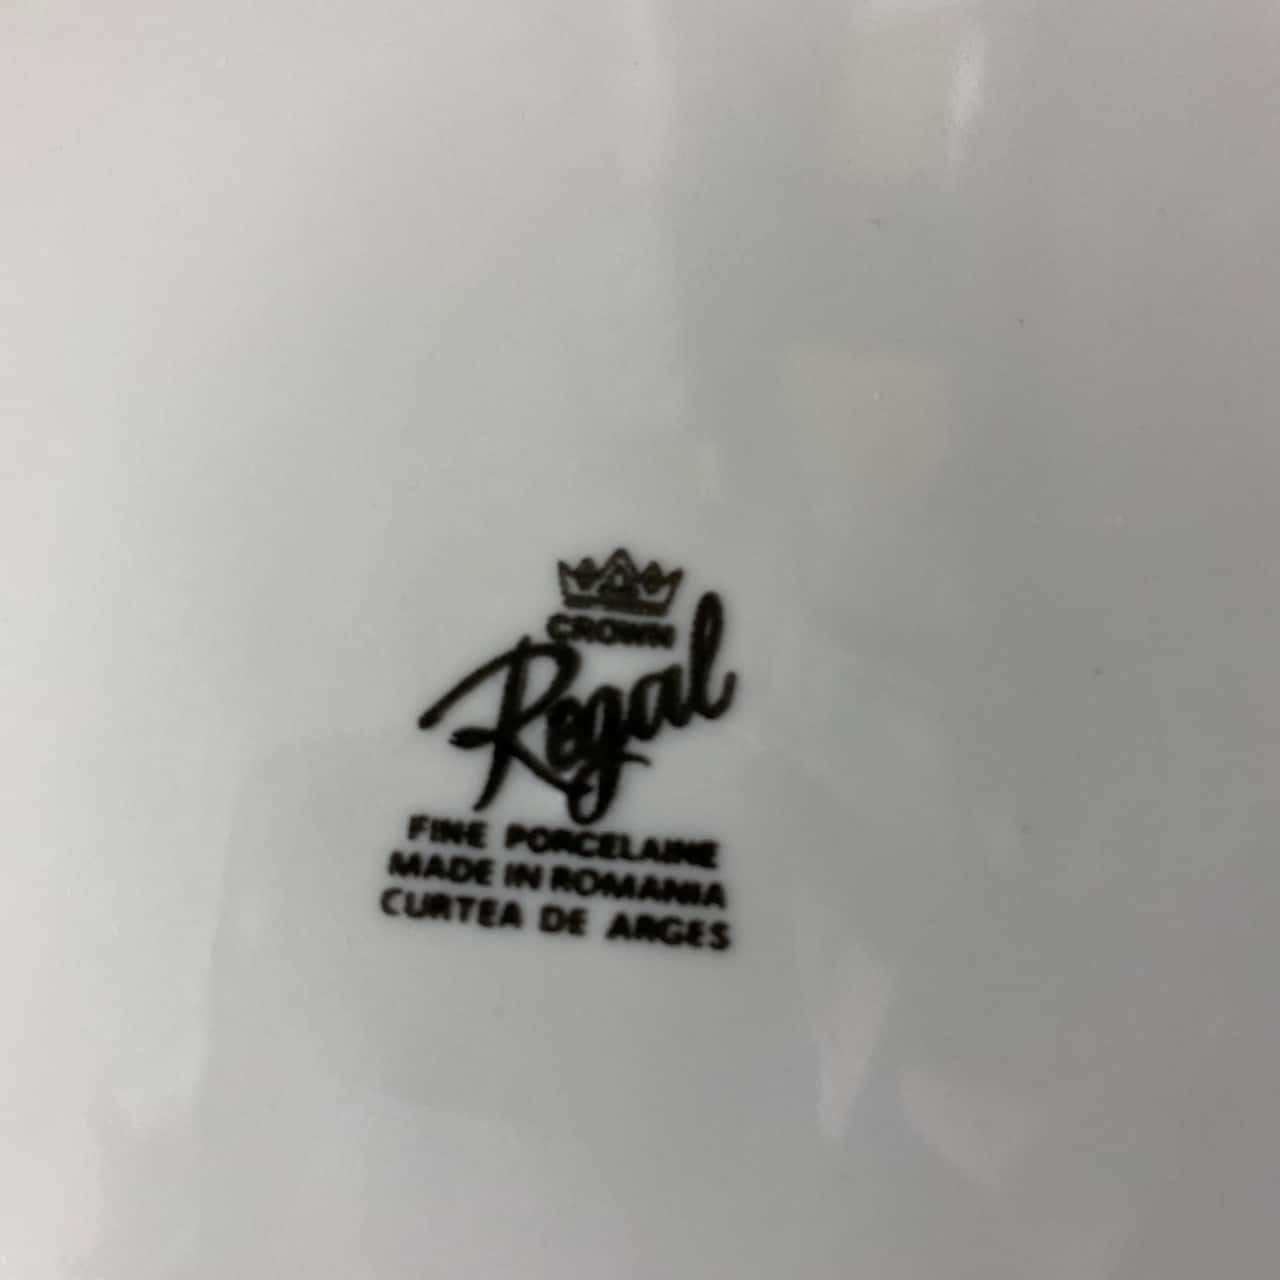 CROWN
Regal
FINE PORCELAINE
MADE IN ROMANIA
CURTEA DE ARGES